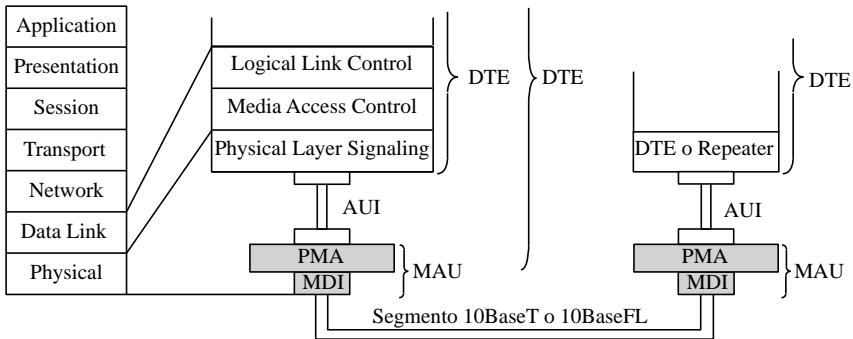 Application
Presentation
Session
Transport
Network
Data Link
Physical
Logical Link Control
Media Access Control
Physical Layer Signaling
DTE
DTE
AUI
PMA
MDI
MAU
DTE o Repeater
DTE
AUI
PMA
MDI
MAU
Segmento 10BaseT o 10BaseFL